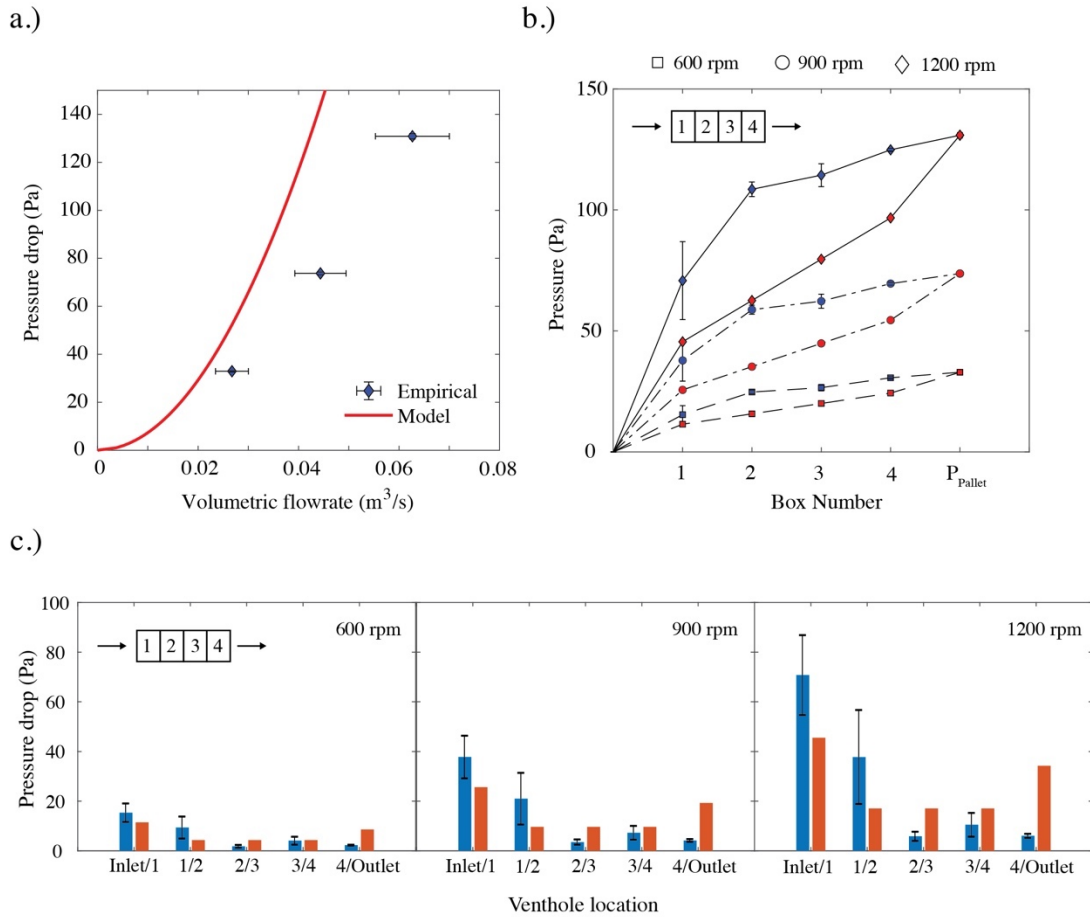 a.)
Pressure drop (Pa)
140
120
100
80
60
40
20
0
0
0.02
0.04
0.06
0.08
Volumetric flowrate (m³/s)
Empirical
Model
b.)
600 rpm 900 rpm 1200 rpm
Pressure (Pa)
150
100
50
0
1 2 3 4
1
2
3
4
P_Pallet
Box Number
c.)
Pressure drop (Pa)
100
80
60
40
20
0
1 2 3 4
600 rpm
900 rpm
1200 rpm
Inlet/1 1/2 2/3 3/4 4/Outlet
Inlet/1 1/2 2/3 3/4 4/Outlet
Inlet/1 1/2 2/3 3/4 4/Outlet
Venthole location